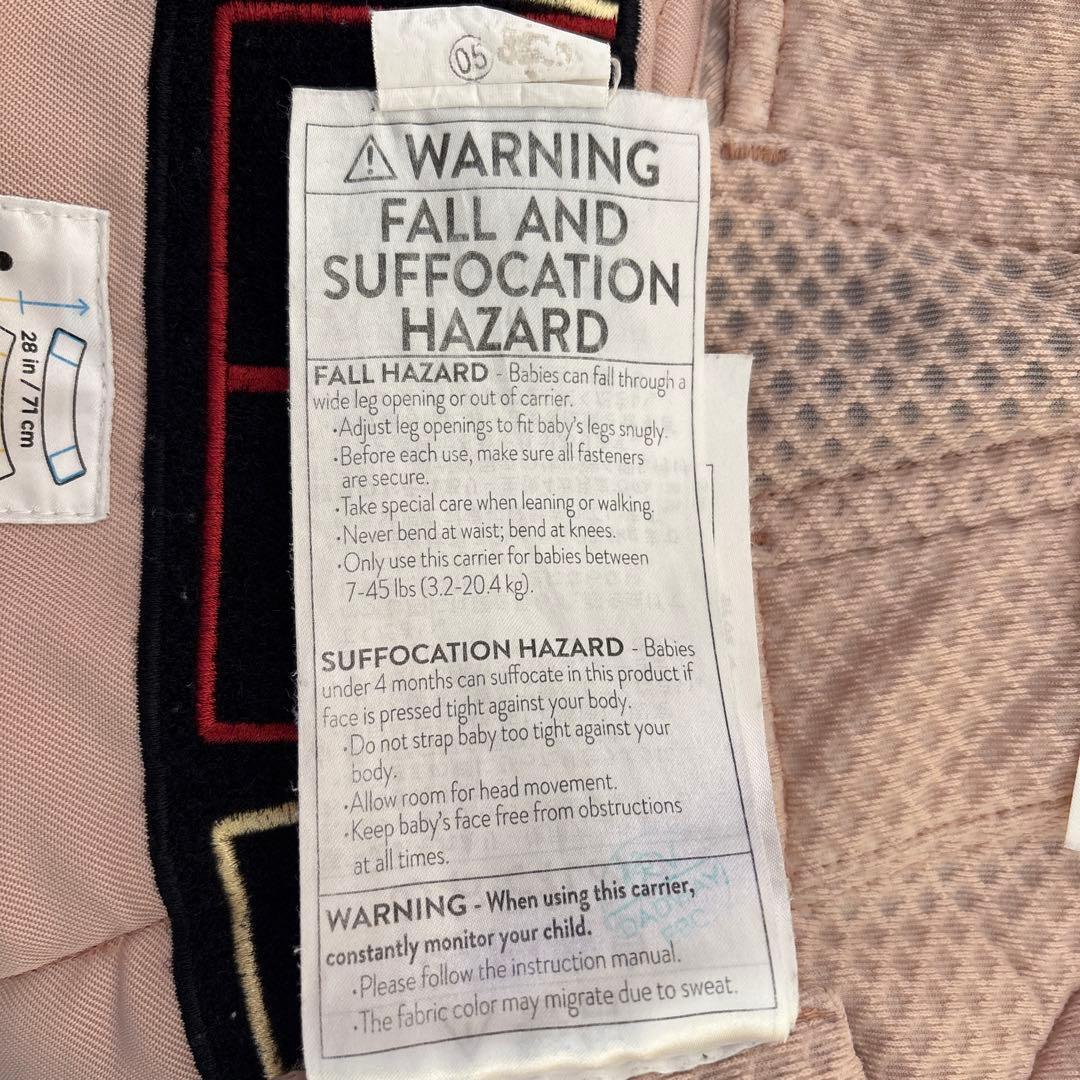 05
WARNING
FALL AND
SUFFOCATION
HAZARD
FALL HAZARD - Babies can fall through a
wide leg opening or out of carrier.
·Adjust leg openings to fit baby's legs snugly.
·Before each use, make sure all fasteners
are secure.
·Take special care when leaning or walking.
·Never bend at waist; bend at knees.
·Only use this carrier for babies between
7-45 lbs (3.2-20.4 kg).
SUFFOCATION HAZARD - Babies
under 4 months can suffocate in this product if
face is pressed tight against your body.
·Do not strap baby too tight against your
body.
·Allow room for head movement.
·Keep baby's face free from obstructions
at all times.
WARNING - When using this carrier,
constantly monitor your child.
·Please follow the instruction manual.
·The fabric color may migrate due to sweat.
28 in / 71 cm